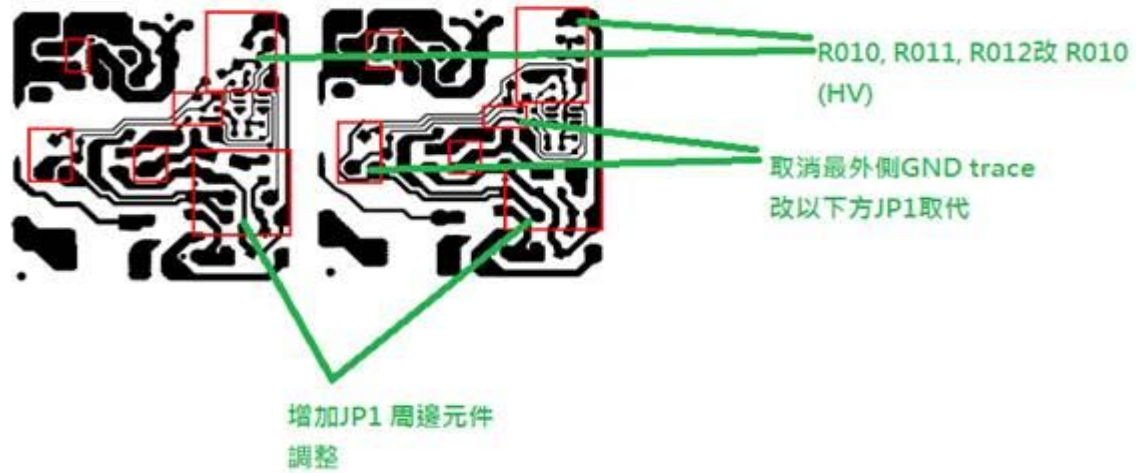 R010, R011, R012改 R010
(HV)
取消最外側GND trace
改以下方JP1取代
增加JP1 周邊元件
調整